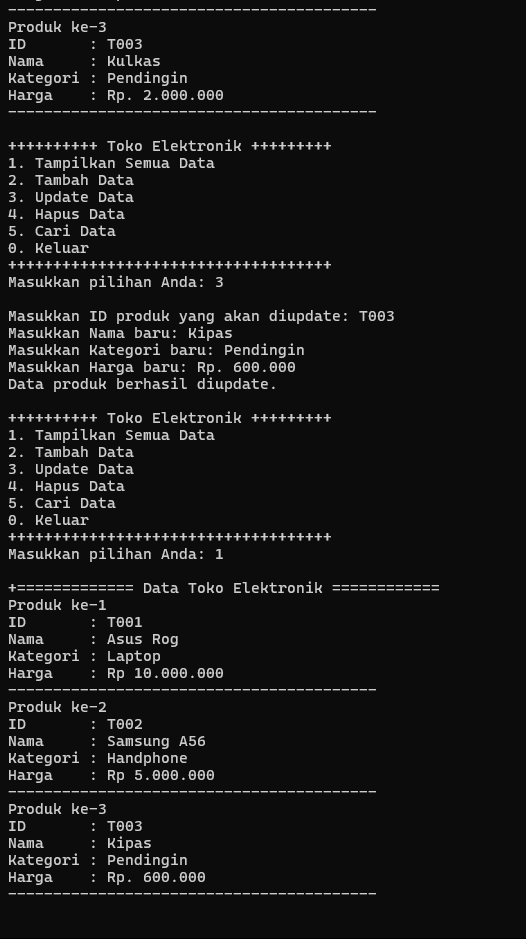 -----------------------------------------
Produk ke-3
ID       : T003
Nama     : Kulkas
Kategori : Pendingin
Harga    : Rp. 2.000.000
-----------------------------------------
++++++++++ Toko Elektronik +++++++++
1. Tampilkan Semua Data
2. Tambah Data
3. Update Data
4. Hapus Data
5. Cari Data
0. Keluar
++++++++++++++++++++++++++++++++++++
Masukkan pilihan Anda: 3
Masukkan ID produk yang akan diupdate: T003
Masukkan Nama baru: Kipas
Masukkan Kategori baru: Pendingin
Masukkan Harga baru: Rp. 600.000
Data produk berhasil diupdate.
++++++++++ Toko Elektronik +++++++++
1. Tampilkan Semua Data
2. Tambah Data
3. Update Data
4. Hapus Data
5. Cari Data
0. Keluar
++++++++++++++++++++++++++++++++++++
Masukkan pilihan Anda: 1
+============= Data Toko Elektronik ============
Produk ke-1
ID       : T001
Nama     : Asus Rog
Kategori : Laptop
Harga    : Rp 10.000.000
-----------------------------------------
Produk ke-2
ID       : T002
Nama     : Samsung A56
Kategori : Handphone
Harga    : Rp 5.000.000
-----------------------------------------
Produk ke-3
ID       : T003
Nama     : Kipas
Kategori : Pendingin
Harga    : Rp. 600.000
-----------------------------------------